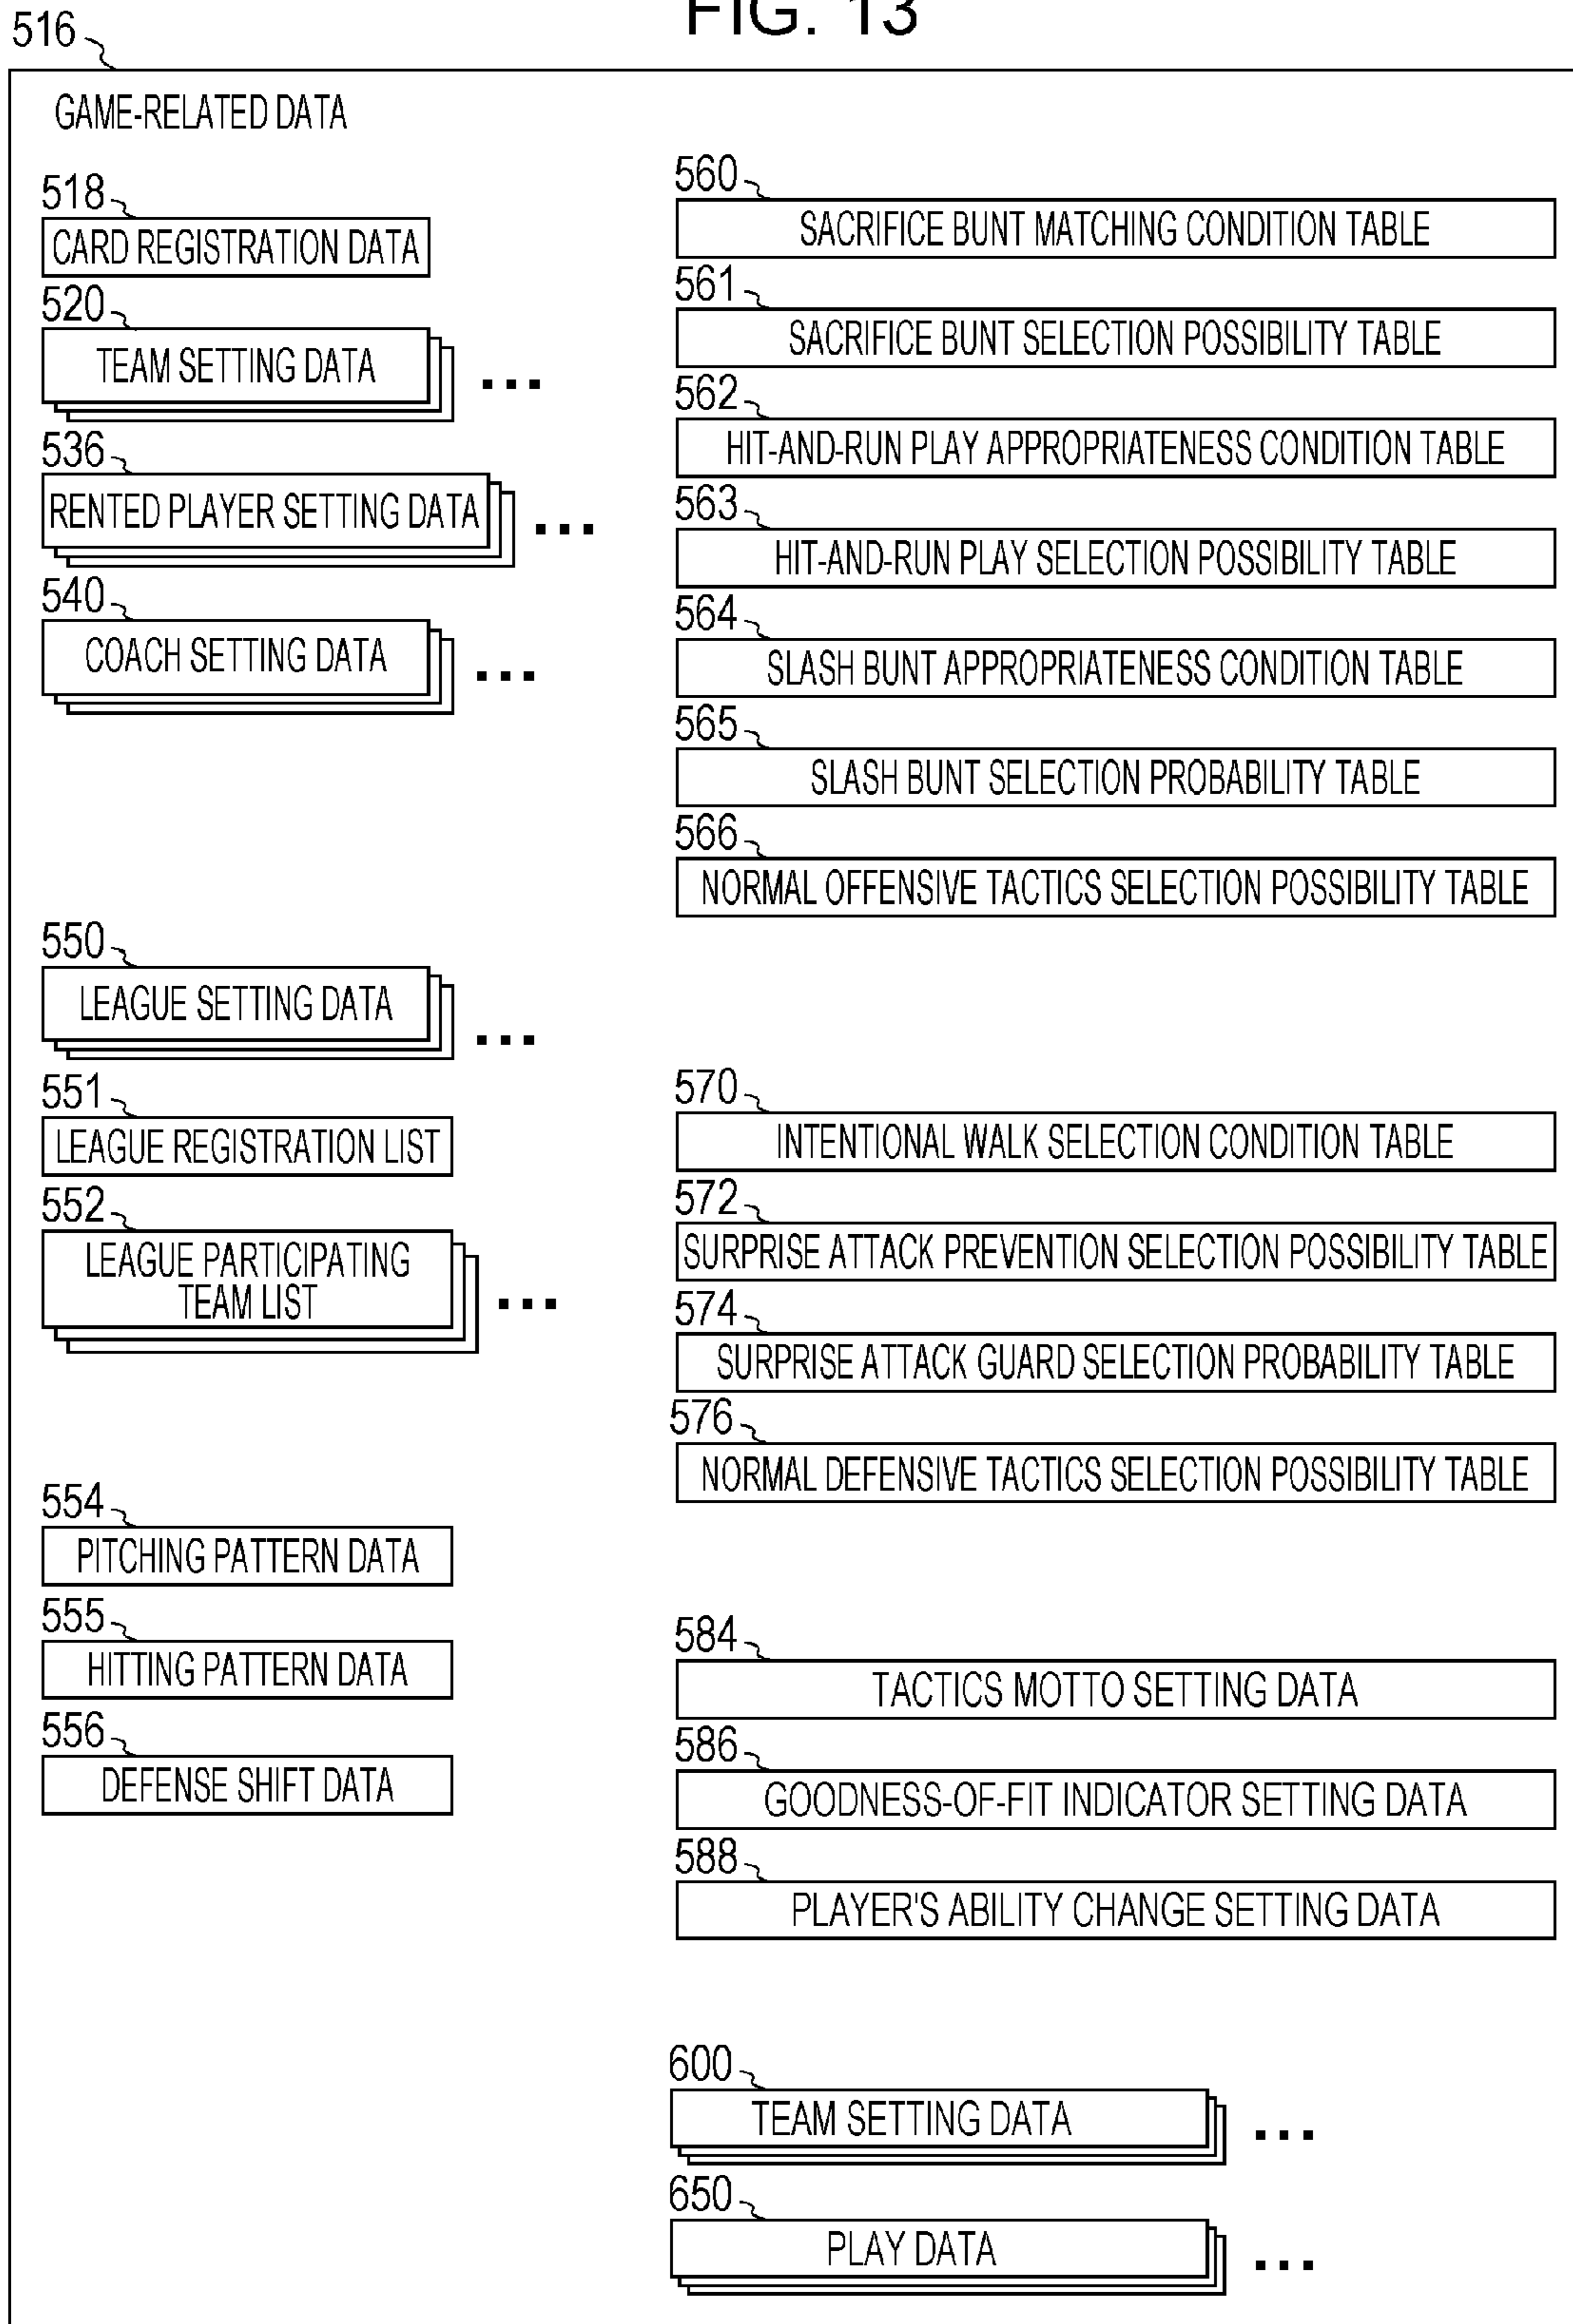 FIG. 13
516
GAME-RELATED DATA
518
CARD REGISTRATION DATA
520
TEAM SETTING DATA
...
536
RENTED PLAYER SETTING DATA
...
540
COACH SETTING DATA
...
550
LEAGUE SETTING DATA
...
551
LEAGUE REGISTRATION LIST
552
LEAGUE PARTICIPATING
TEAM LIST
...
554
PITCHING PATTERN DATA
555
HITTING PATTERN DATA
556
DEFENSE SHIFT DATA
560
SACRIFICE BUNT MATCHING CONDITION TABLE
561
SACRIFICE BUNT SELECTION POSSIBILITY TABLE
562
HIT-AND-RUN PLAY APPROPRIATENESS CONDITION TABLE
563
HIT-AND-RUN PLAY SELECTION POSSIBILITY TABLE
564
SLASH BUNT APPROPRIATENESS CONDITION TABLE
565
SLASH BUNT SELECTION PROBABILITY TABLE
566
NORMAL OFFENSIVE TACTICS SELECTION POSSIBILITY TABLE
570
INTENTIONAL WALK SELECTION CONDITION TABLE
572
SURPRISE ATTACK PREVENTION SELECTION POSSIBILITY TABLE
574
SURPRISE ATTACK GUARD SELECTION PROBABILITY TABLE
576
NORMAL DEFENSIVE TACTICS SELECTION POSSIBILITY TABLE
584
TACTICS MOTTO SETTING DATA
586
GOODNESS-OF-FIT INDICATOR SETTING DATA
588
PLAYER'S ABILITY CHANGE SETTING DATA
600
TEAM SETTING DATA
...
650
PLAY DATA
...